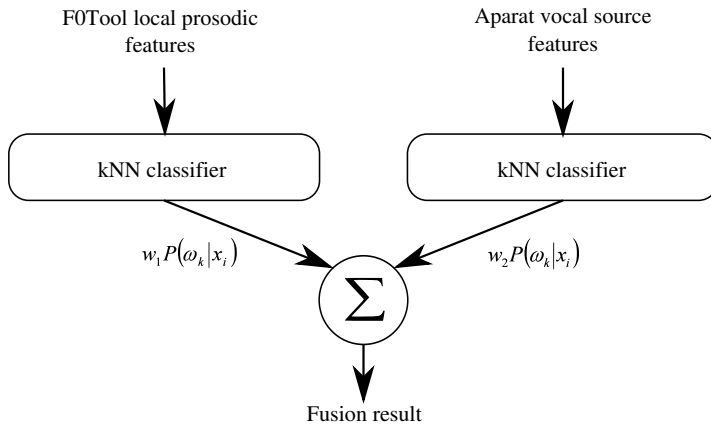 F0Tool local prosodic
features
Aparat vocal source
features
kNN classifier
kNN classifier
w₁P(ωₖ|xᵢ)
w₂P(ωₖ|xᵢ)
∑
Fusion result